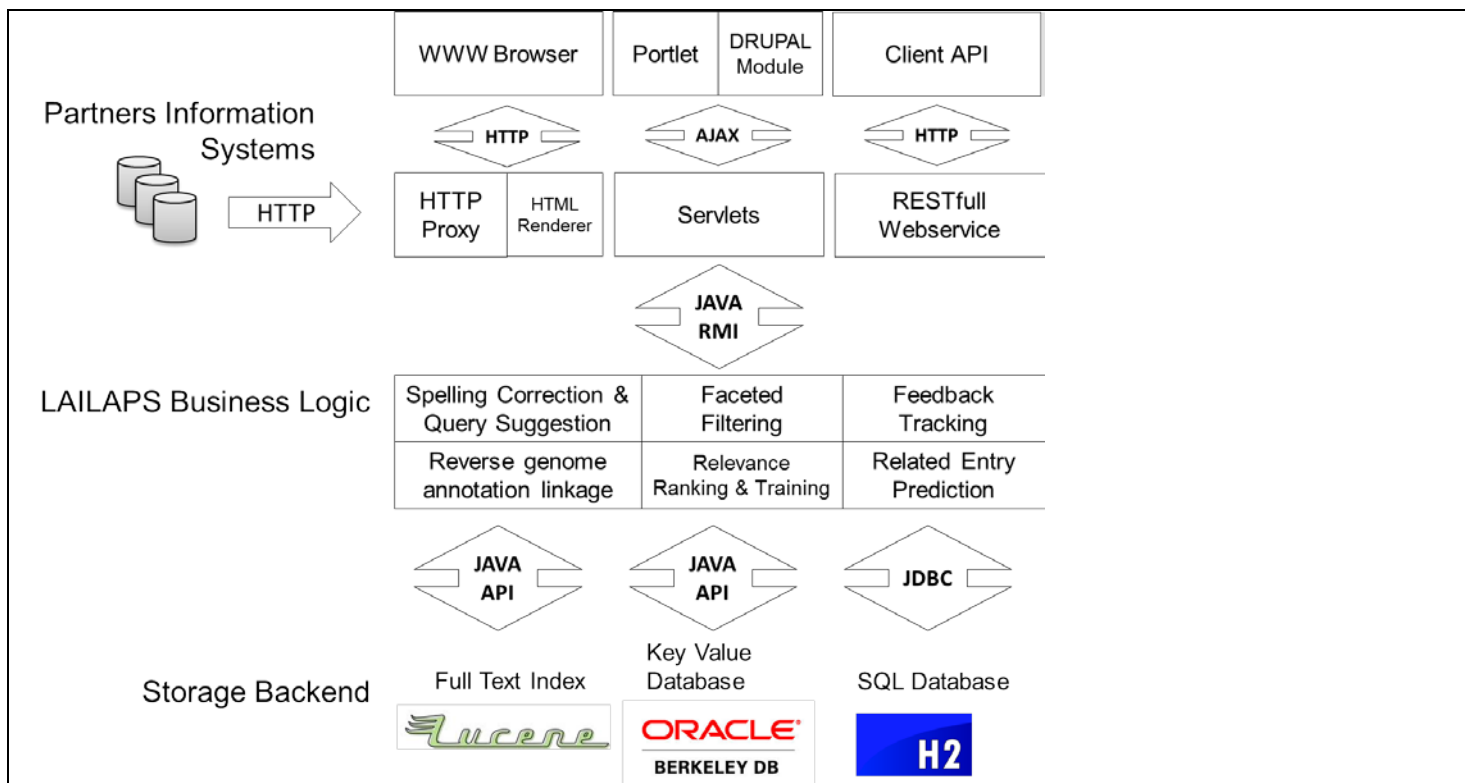 WWW Browser
Portlet
DRUPAL
Module
Client API
Partners Information
Systems
HTTP
AJAX
HTTP
HTTP
HTTP
Proxy
HTML
Renderer
Servlets
RESTfull
Webservice
JAVA
RMI
LAILAPS Business Logic
Spelling Correction &
Query Suggestion
Faceted
Filtering
Feedback
Tracking
Reverse genome
annotation linkage
Relevance
Ranking & Training
Related Entry
Prediction
JAVA
API
JAVA
API
JDBC
Storage Backend
Full Text Index
Key Value
Database
SQL Database
Lucene
ORACLE®
BERKELEY DB
H2